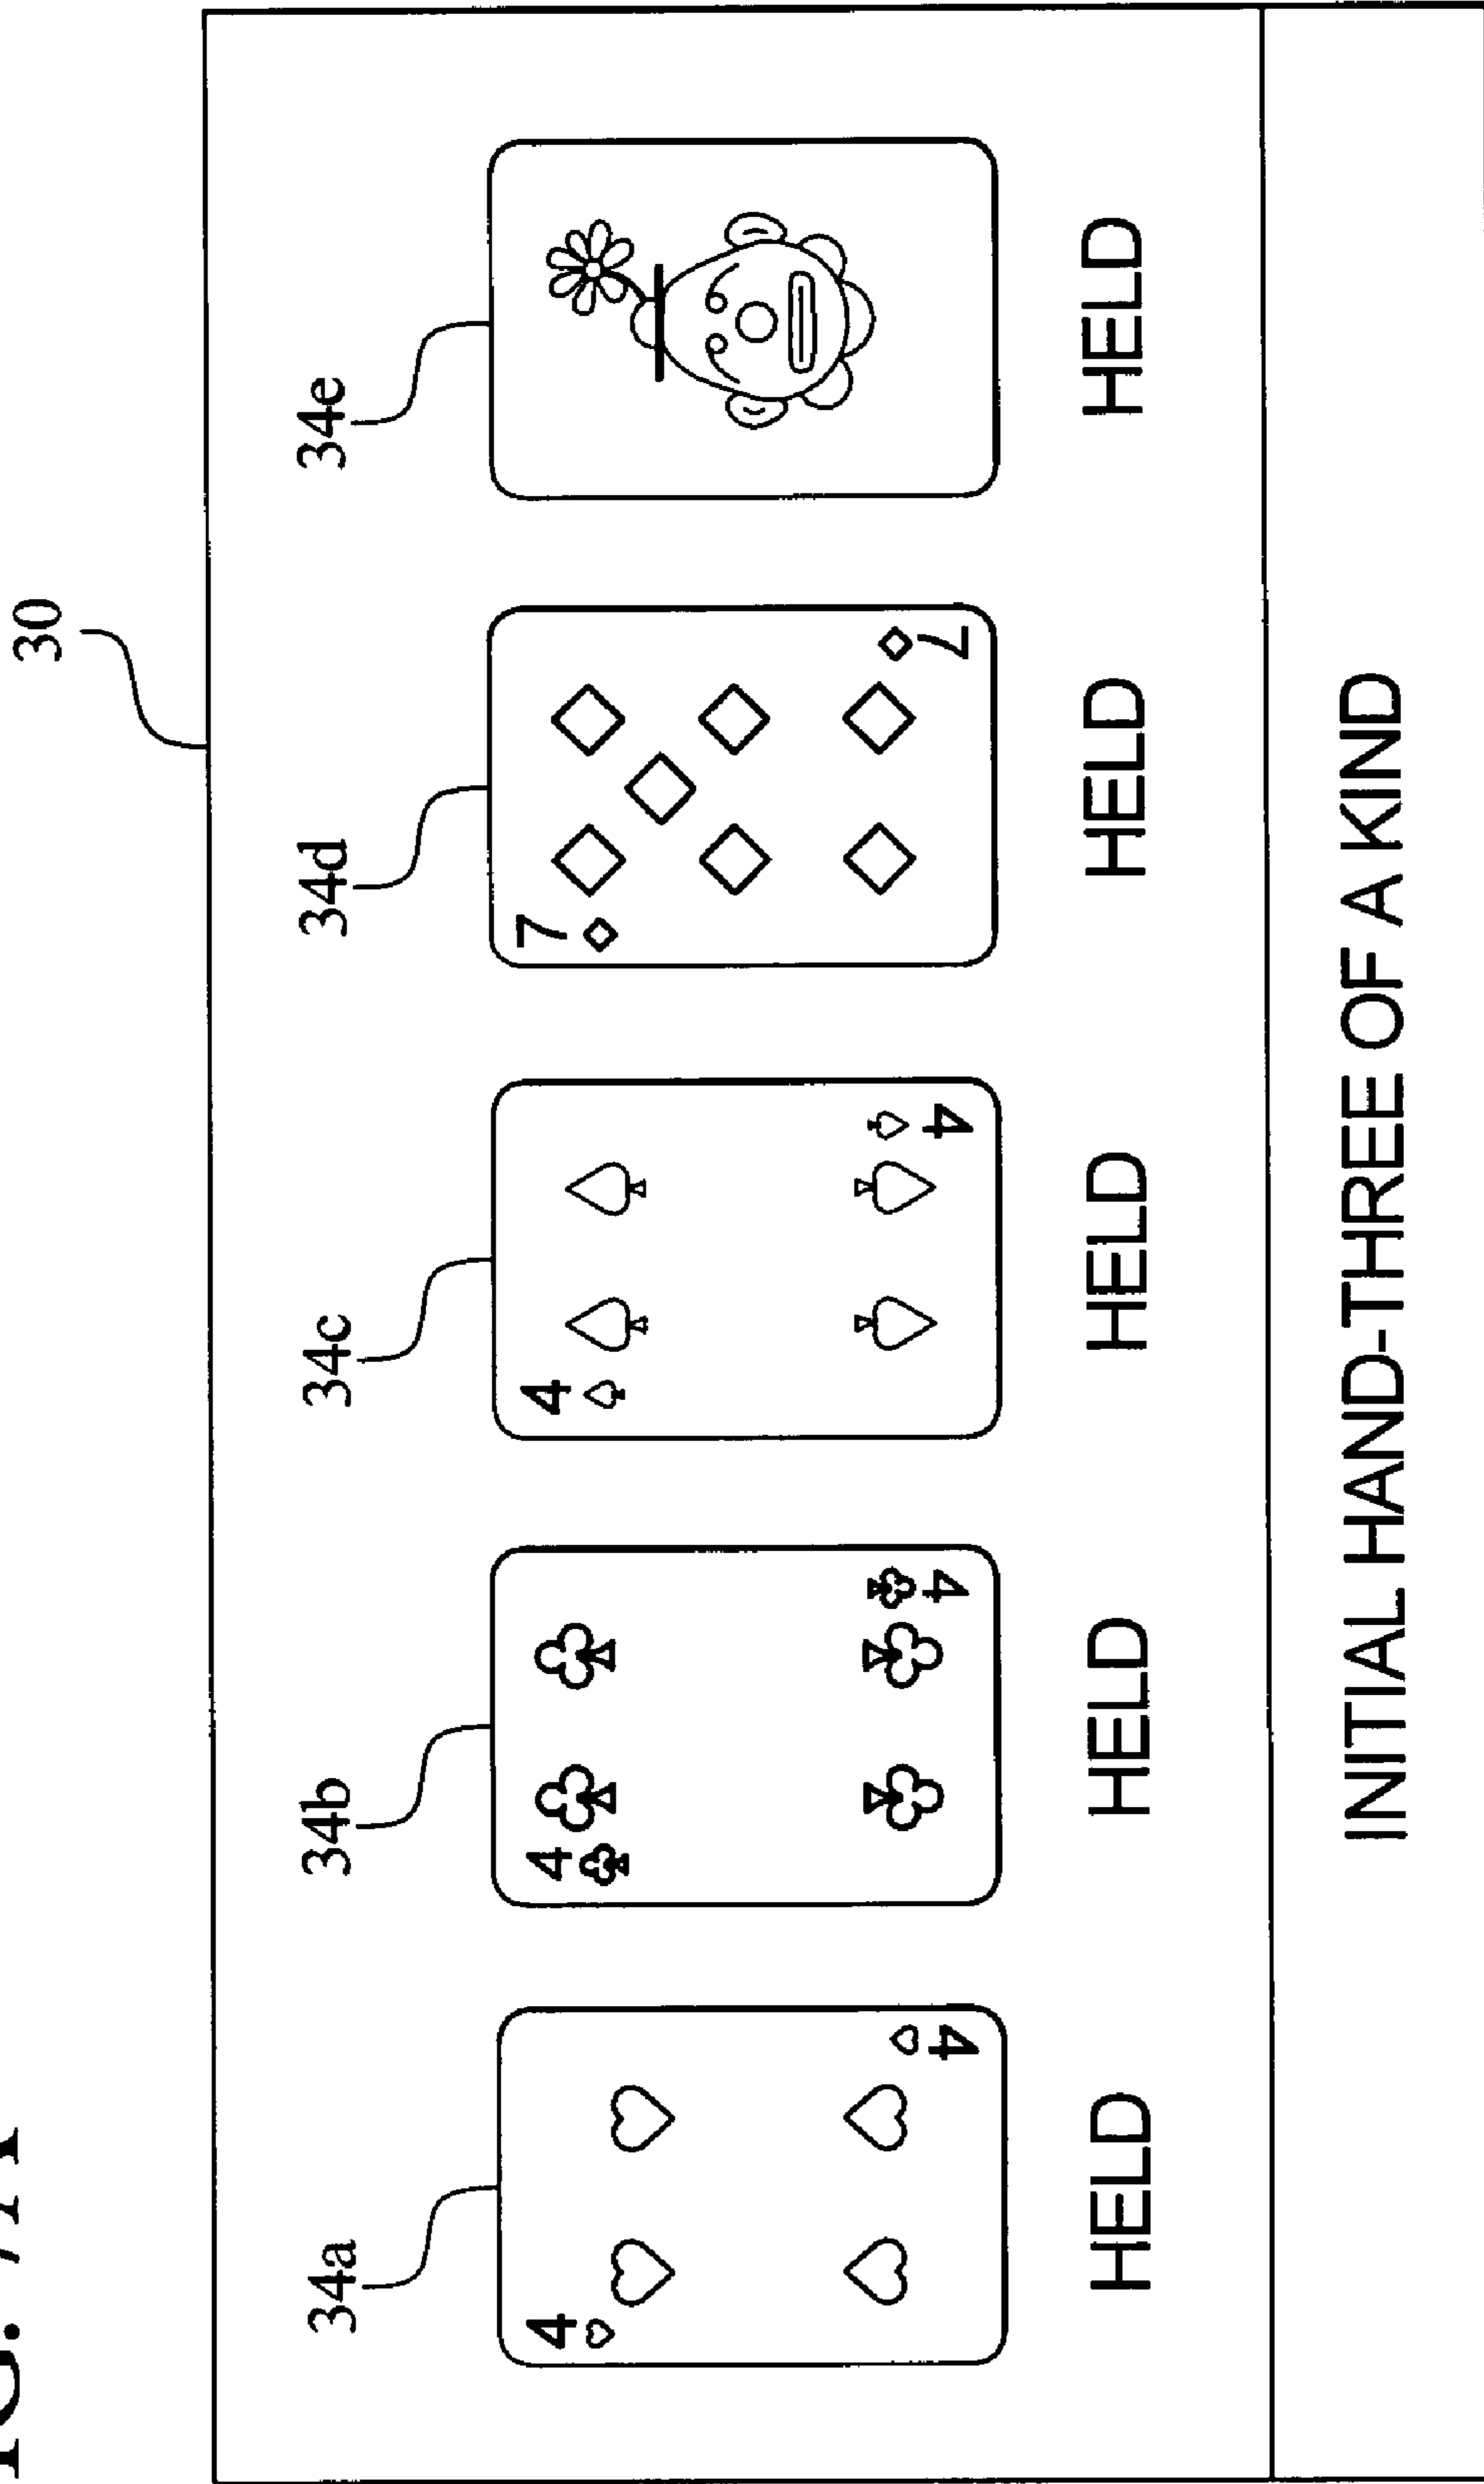 30
34a 34b 34c 34d 34e
4 4 4 7
4 4 4 7
HELD HELD HELD HELD HELD
INITIAL HAND-THREE OF A KIND